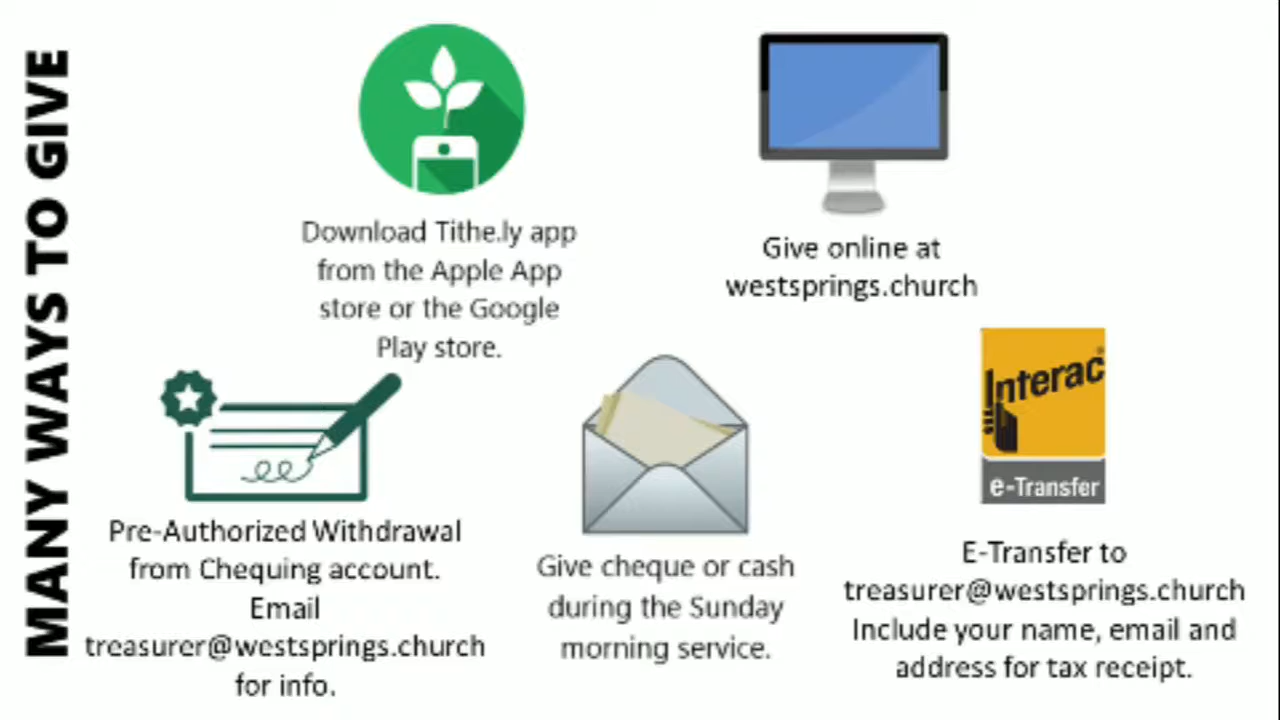 MANY WAYS TO GIVE
Download Tithe.ly app
from the Apple App
store or the Google
Play store.
Give online at
westsprings.church
Pre-Authorized Withdrawal
from Chequing account.
Email
treasurer@westsprings.church
for info.
Give cheque or cash
during the Sunday
morning service.
Interac®
e-Transfer
E-Transfer to
treasurer@westsprings.church
Include your name, email and
address for tax receipt.